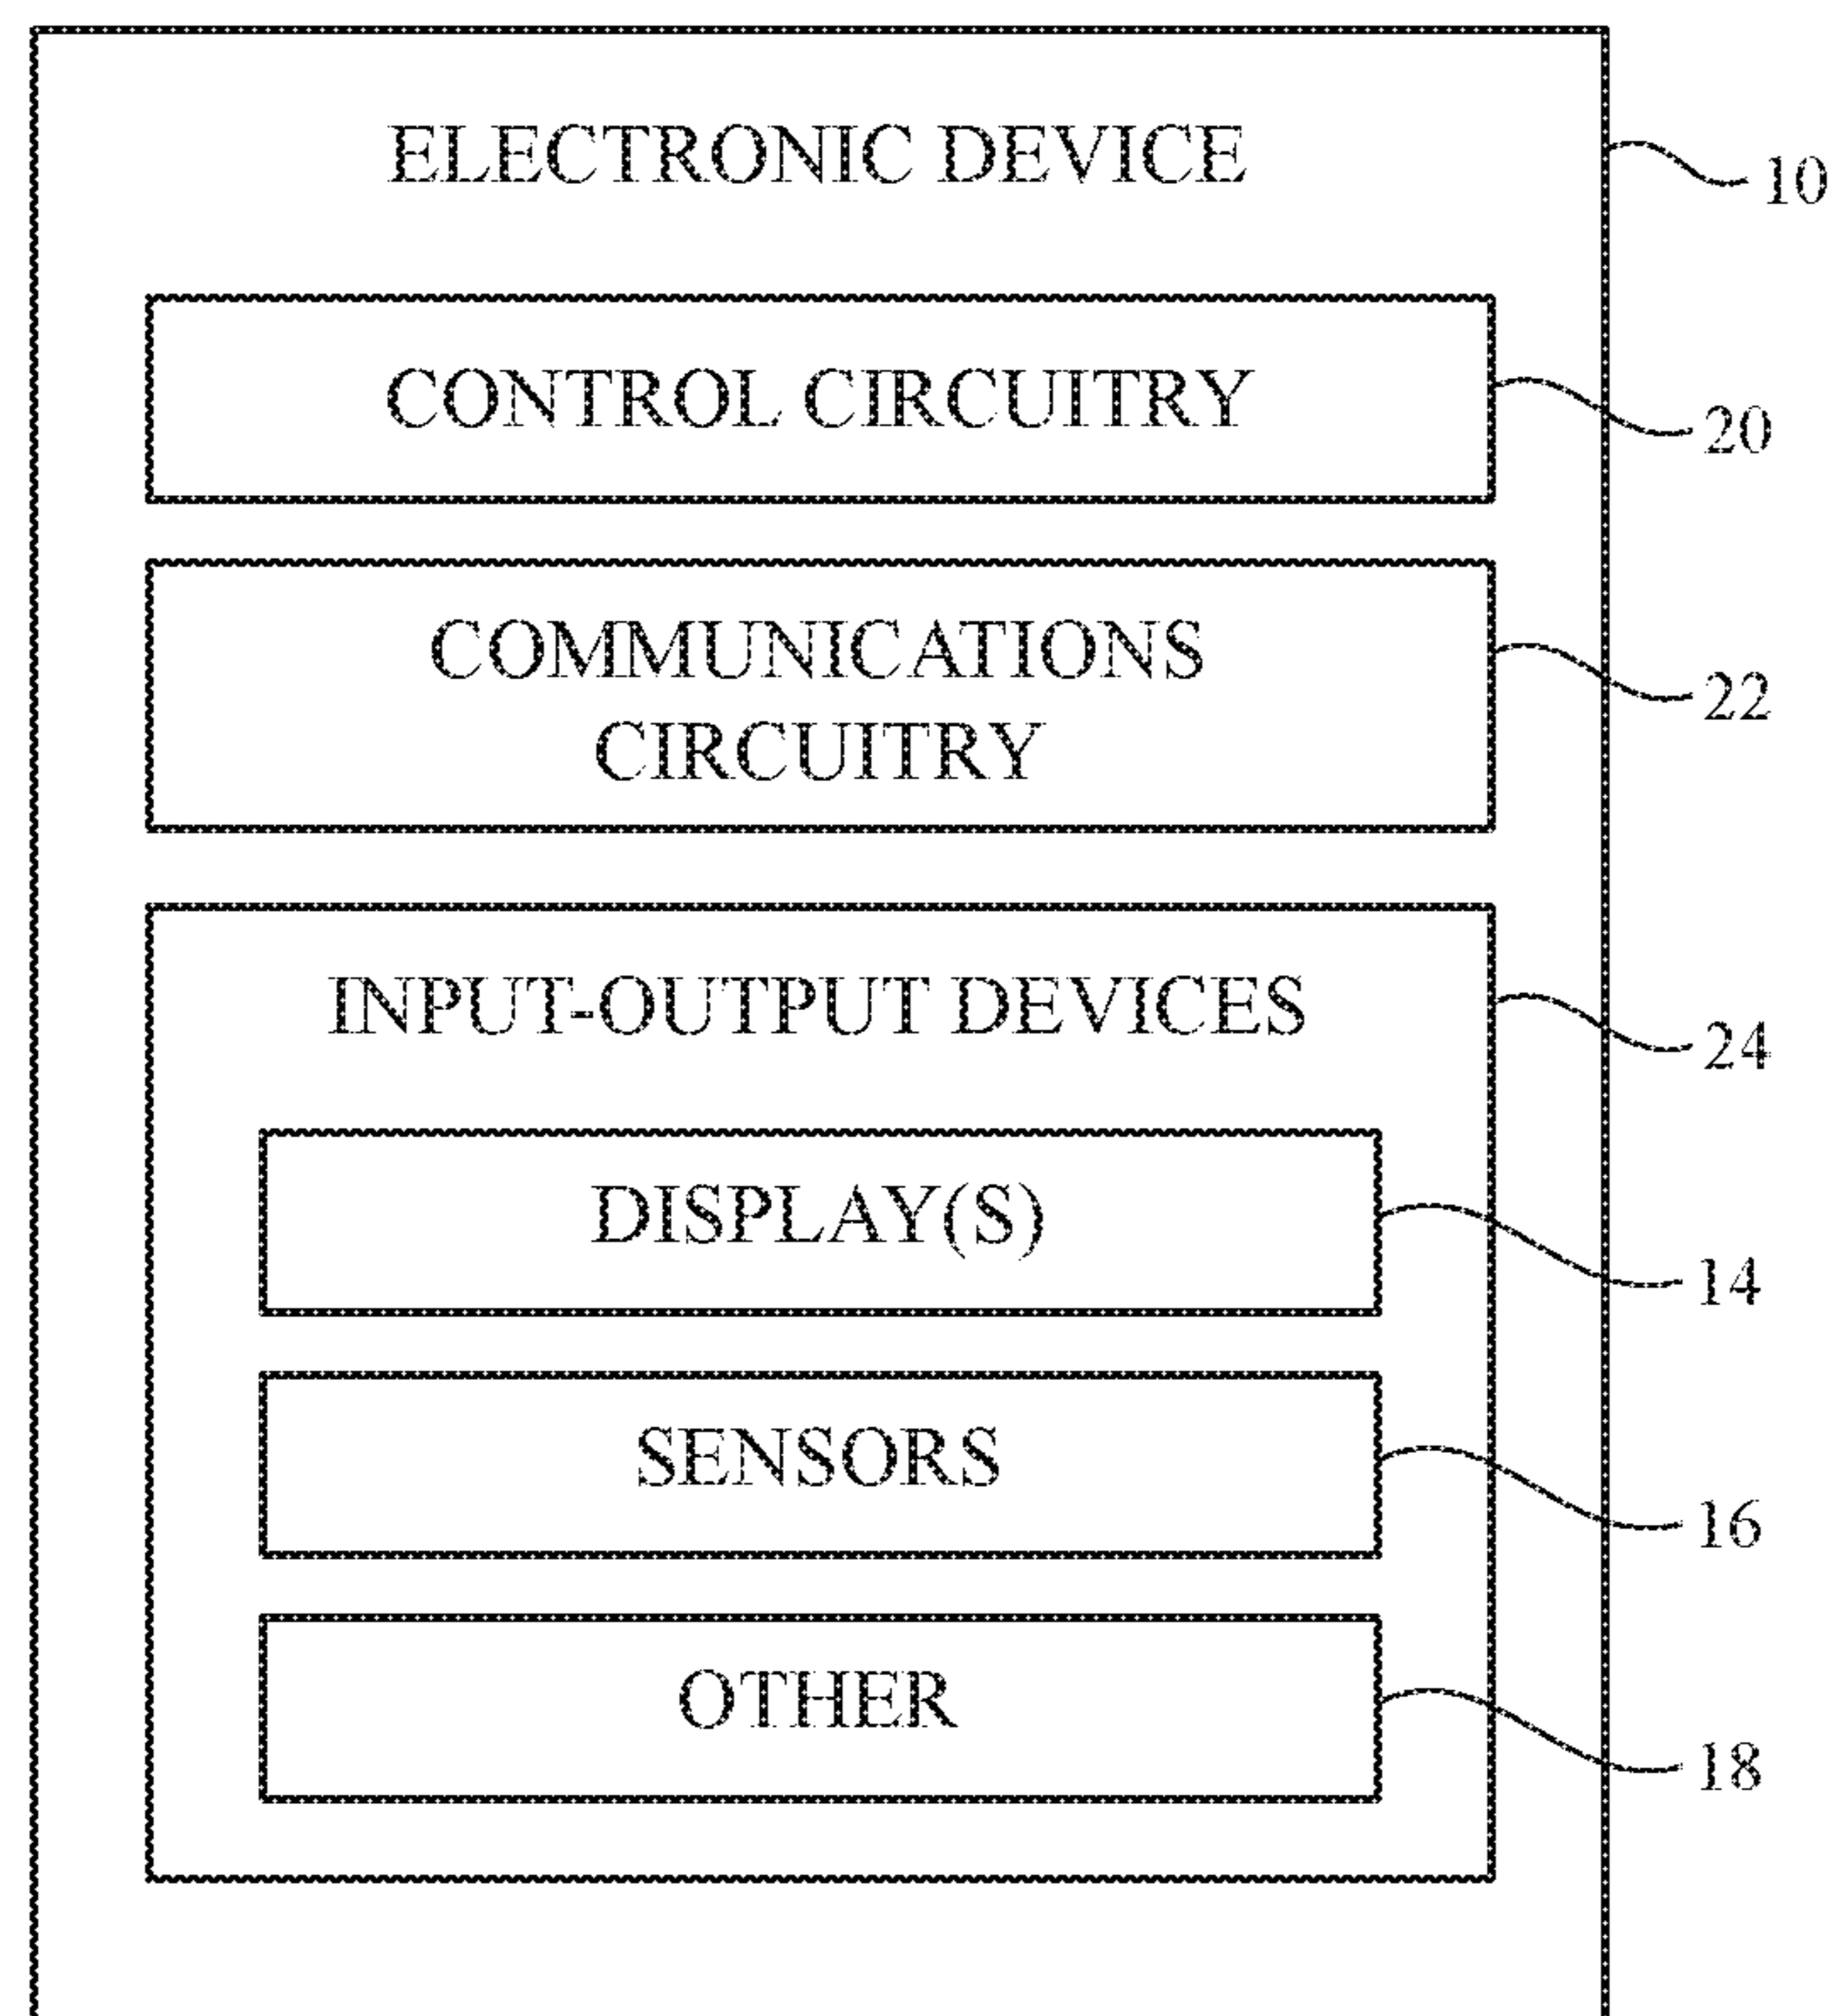 ELECTRONIC DEVICE
10
CONTROL CIRCUITRY
20
COMMUNICATIONS
CIRCUITRY
22
INPUT-OUTPUT DEVICES
24
DISPLAY(S)
14
SENSORS
16
OTHER
18